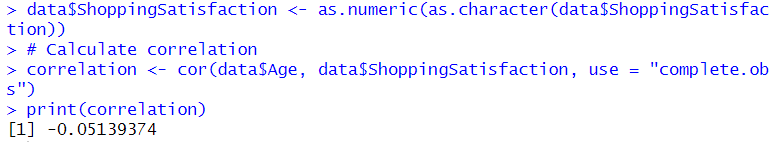 > data$ShoppingSatisfaction <- as.numeric(as.character(data$ShoppingSatisfac
tion))
> # Calculate correlation
> correlation <- cor(data$Age, data$ShoppingSatisfaction, use = "complete.ob
s")
> print(correlation)
[1] -0.05139374